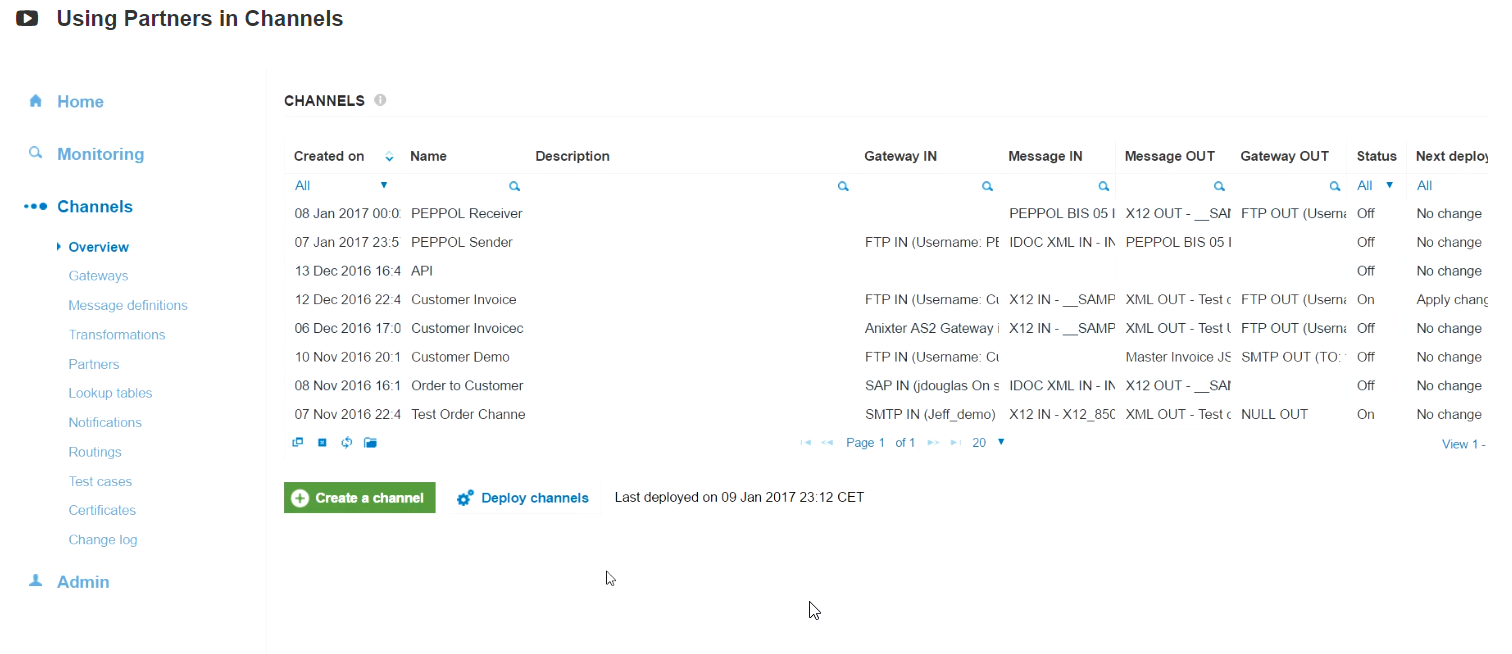 Using Partners in Channels
Home
Monitoring
Channels
Overview
Gateways
Message definitions
Transformations
Partners
Lookup tables
Notifications
Routings
Test cases
Certificates
Change log
Admin
CHANNELS
Created on Name Description Gateway IN Message IN Message OUT Gateway OUT Status Next deploy
All All All
08 Jan 2017 00:0 PEPPOL Receiver PEPPOL BIS 05 I X12 OUT - __SAI FTP OUT (Userna Off No change
07 Jan 2017 23:5 PEPPOL Sender FTP IN (Username: PE IDOC XML IN - IN PEPPOL BIS 05 I Off No change
13 Dec 2016 16:4 API Off No change
12 Dec 2016 22:4 Customer Invoice FTP IN (Username: Cu X12 IN - __SAMP XML OUT - Test c FTP OUT (Userna On Apply chang
06 Dec 2016 17:0 Customer Invoicec Anixter AS2 Gateway i X12 IN - __SAMP XML OUT - Test U FTP OUT (Userna Off No change
10 Nov 2016 20:1 Customer Demo FTP IN (Username: Cu Master Invoice JS SMTP OUT (TO: Off No change
08 Nov 2016 16:1 Order to Customer SAP IN (jdouglas On s IDOC XML IN - IN X12 OUT - __SAI Off No change
07 Nov 2016 22:4 Test Order Channe SMTP IN (Jeff_demo) X12 IN - X12_850 XML OUT - Test c NULL OUT On No change
Page 1 of 1 20 View 1 -
Create a channel Deploy channels Last deployed on 09 Jan 2017 23:12 CET